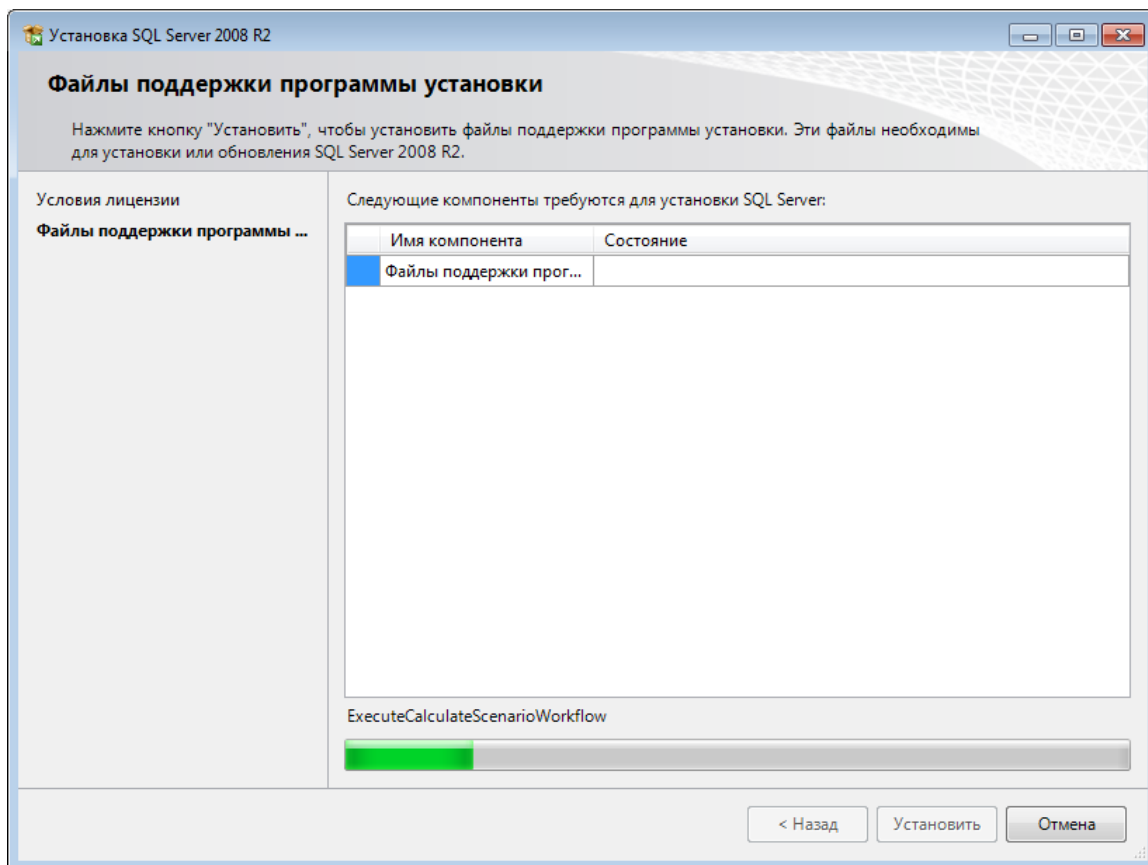 Установка SQL Server 2008 R2
Файлы поддержки программы установки
Нажмите кнопку "Установить", чтобы установить файлы поддержки программы установки. Эти файлы необходимы
для установки или обновления SQL Server 2008 R2.
Условия лицензии
Файлы поддержки программы ...
Следующие компоненты требуются для установки SQL Server:
Имя компонента Состояние
Файлы поддержки прог...
ExecuteCalculateScenarioWorkflow
< Назад Установить Отмена